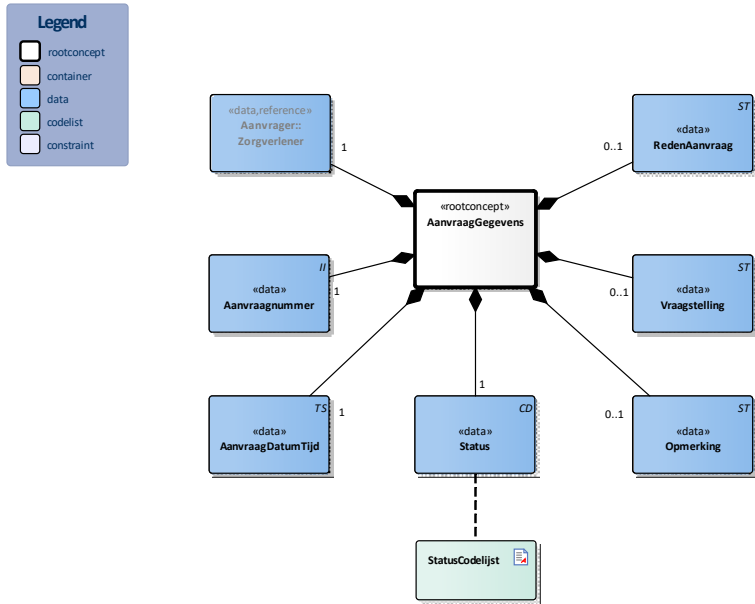 Legend
rootconcept
container
data
codelist
constraint
«data,reference»
Aanvrager::
Zorgverlener
1
ST
«data»
RedenAanvraag
0..1
«rootconcept»
AanvraagGegevens
II
«data»
Aanvraagnummer
1
ST
«data»
Vraagstelling
0..1
TS
«data»
AanvraagDatumTijd
1
CD
«data»
Status
1
ST
«data»
Opmerking
0..1
StatusCodelijst